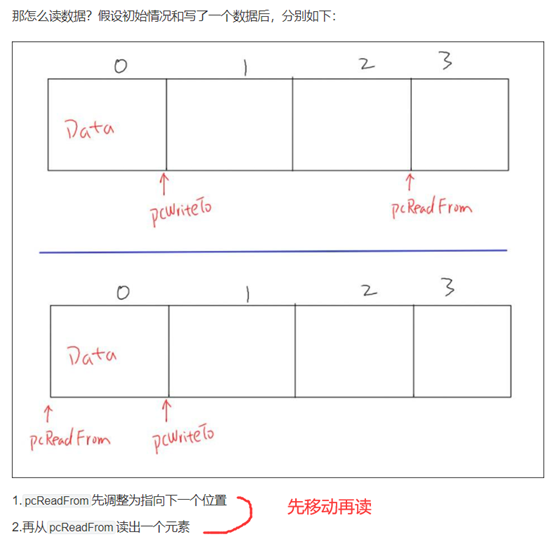 那怎么读数据？假设初始情况和写了一个数据后，分别如下：
0 1 2 3
Data
pcWriteTo pcReadFrom
0 1 2 3
Data
pcReadFrom pcWriteTo
1. pcReadFrom 先调整为指向下一个位置
先移动再读
2.再从 pcReadFrom 读出一个元素